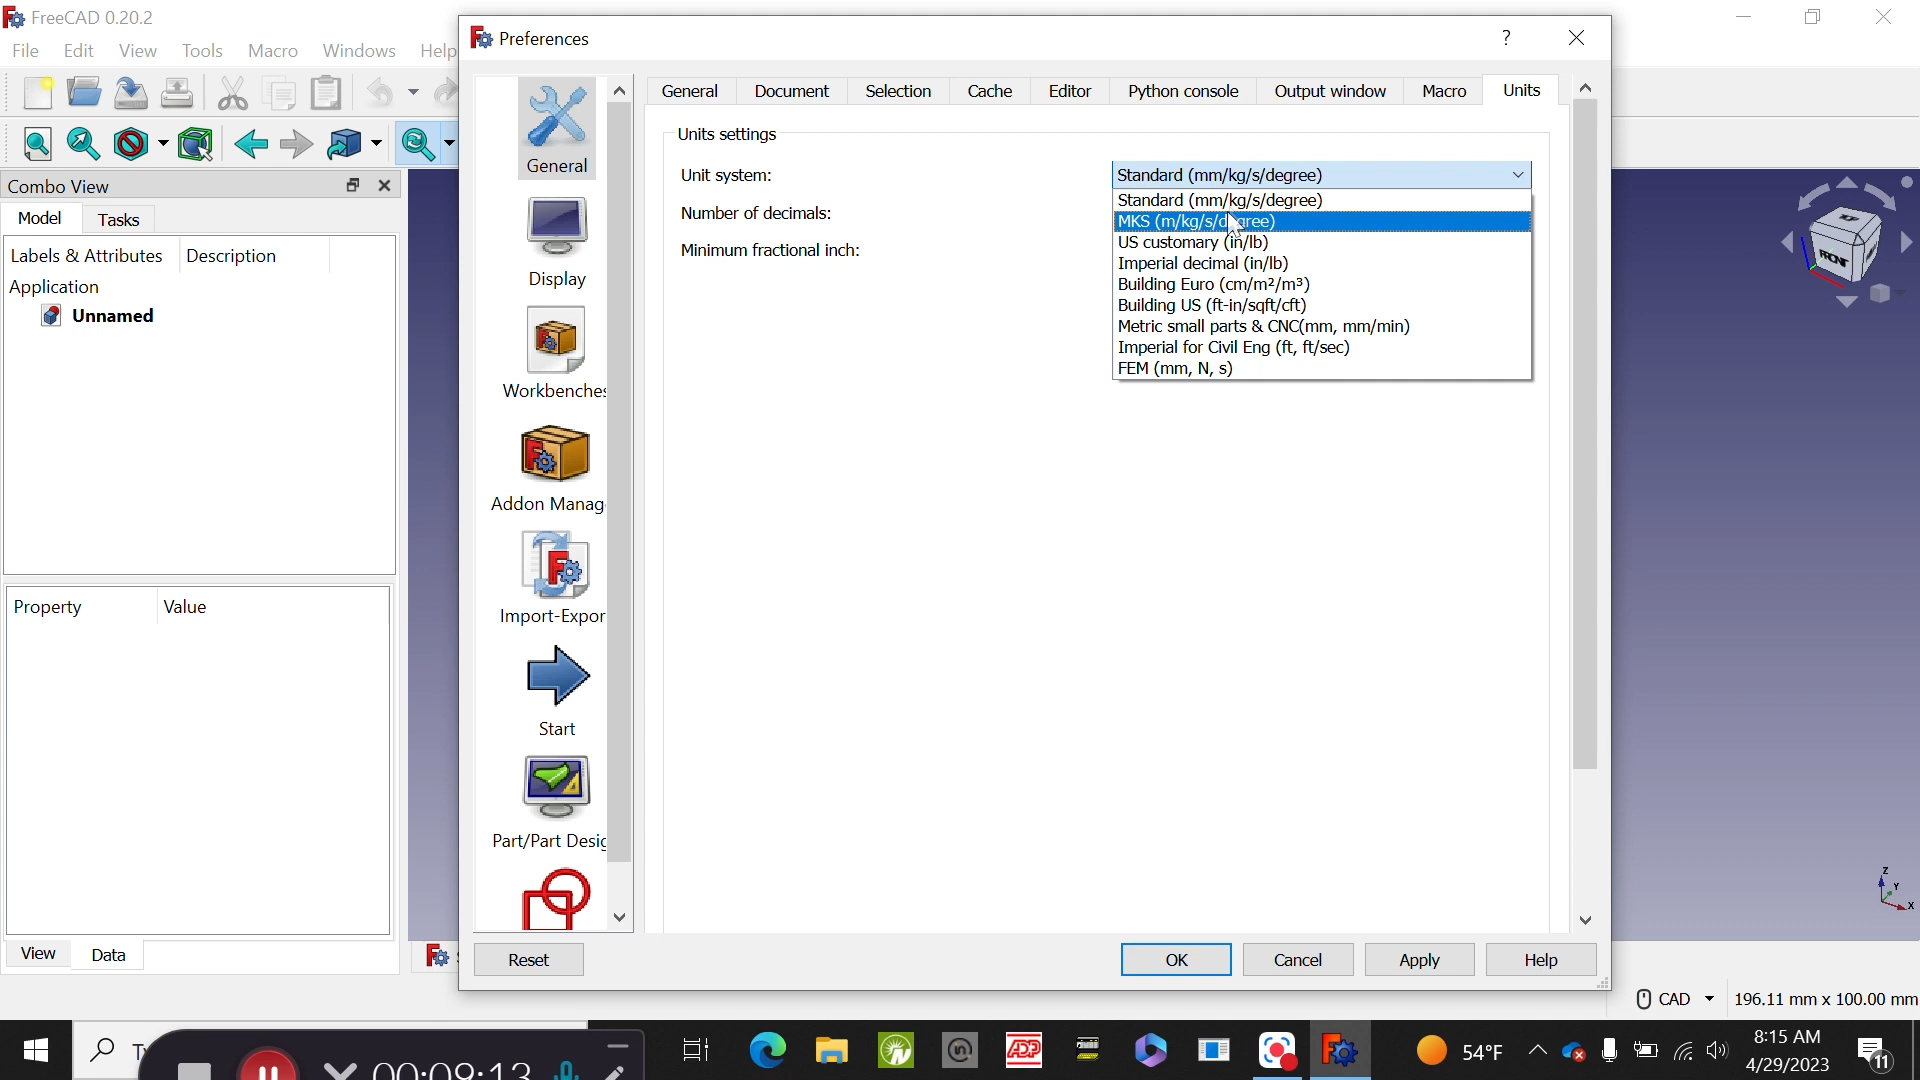 FreeCAD 0.20.2
File Edit View Tools Macro Windows Help
Combo View
Model Tasks
Labels & Attributes Description
Application
Unnamed
Property Value
View Data
Preferences
?
General
Display
Workbenches
Addon Manag
Import-Expor
Start
Part/Part Desig
General Document Selection Cache Editor Python console Output window Macro Units
Units settings
Unit system:
Number of decimals:
Minimum fractional inch:
Standard (mm/kg/s/degree)
Standard (mm/kg/s/degree)
MKS (m/kg/s/degree)
US customary (in/lb)
Imperial decimal (in/lb)
Building Euro (cm/m²/m³)
Building US (ft-in/sqft/cft)
Metric small parts & CNC(mm, mm/min)
Imperial for Civil Eng (ft, ft/sec)
FEM (mm, N, s)
Reset OK Cancel Apply Help
TOP
FRONT
Z
Y
X
CAD 196.11 mm x 100.00 mm
00:09:13
ADP
54°F
8:15 AM
4/29/2023
11